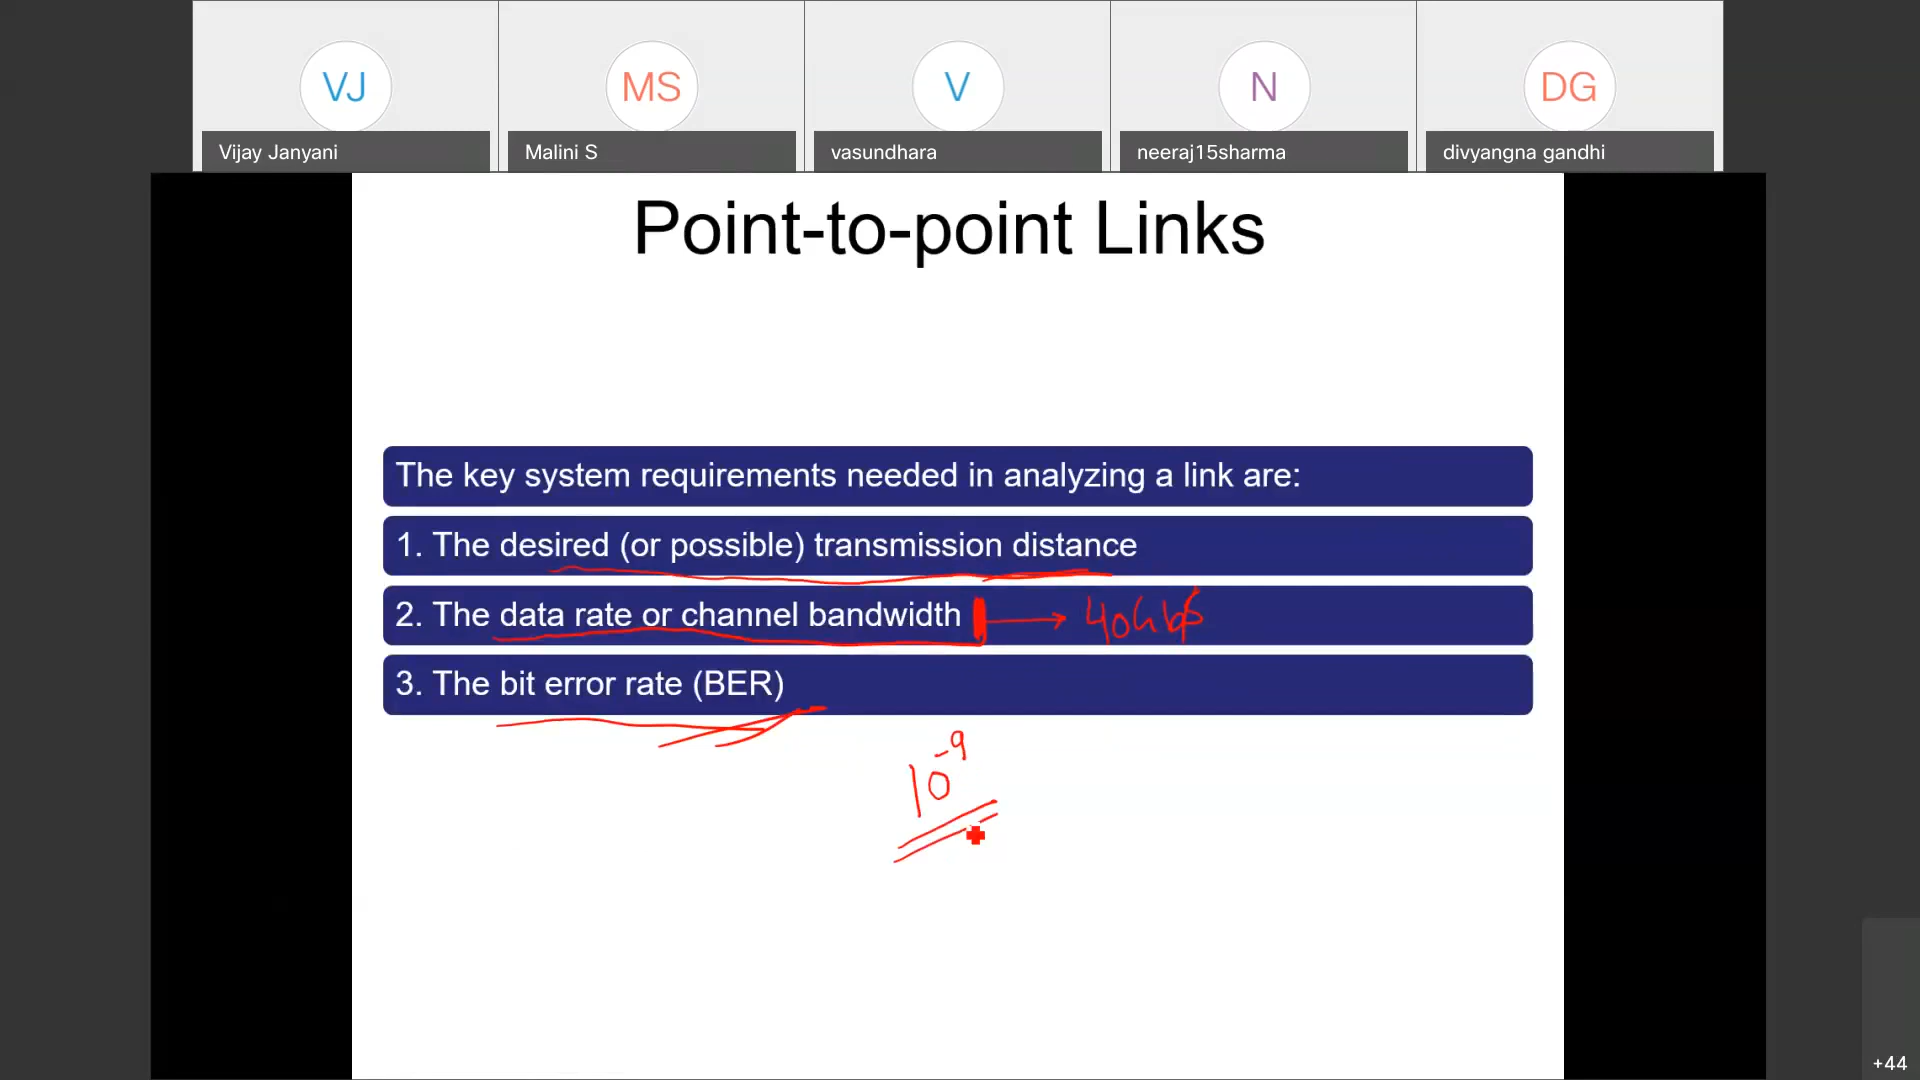 VJ MS V N DG
Vijay Janyani Malini S vasundhara neeraj15sharma divyangna gandhi
Point-to-point Links
The key system requirements needed in analyzing a link are:
1. The desired (or possible) transmission distance
2. The data rate or channel bandwidth → 40Gbps
3. The bit error rate (BER)
10⁻⁹
+44